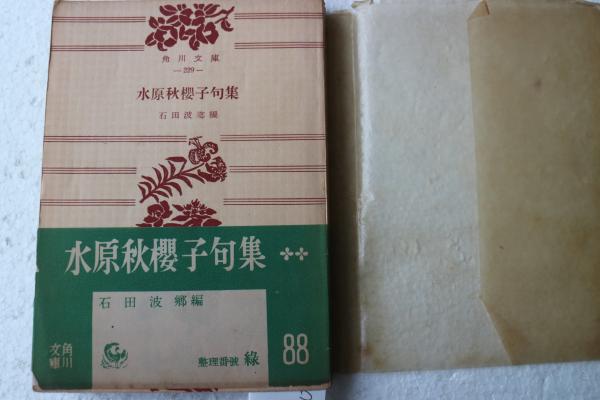 角川文庫
—229—
水原秋櫻子句集
石田波郷編
水原秋櫻子句集
石田波郷編
角川文庫
整理番號 綠 88